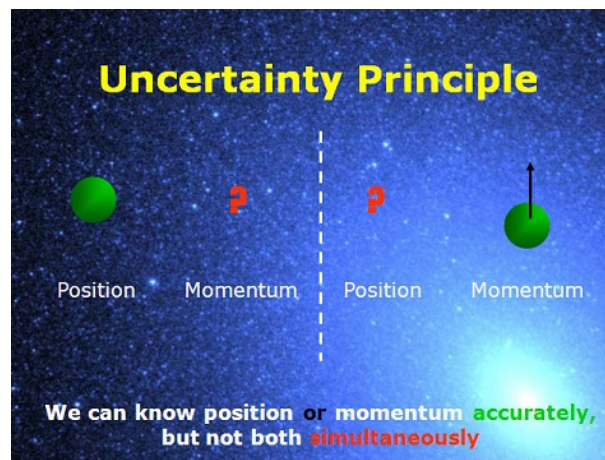 Uncertainty Principle
? ?
Position Momentum Position Momentum
We can know position or momentum accurately,
but not both simultaneously